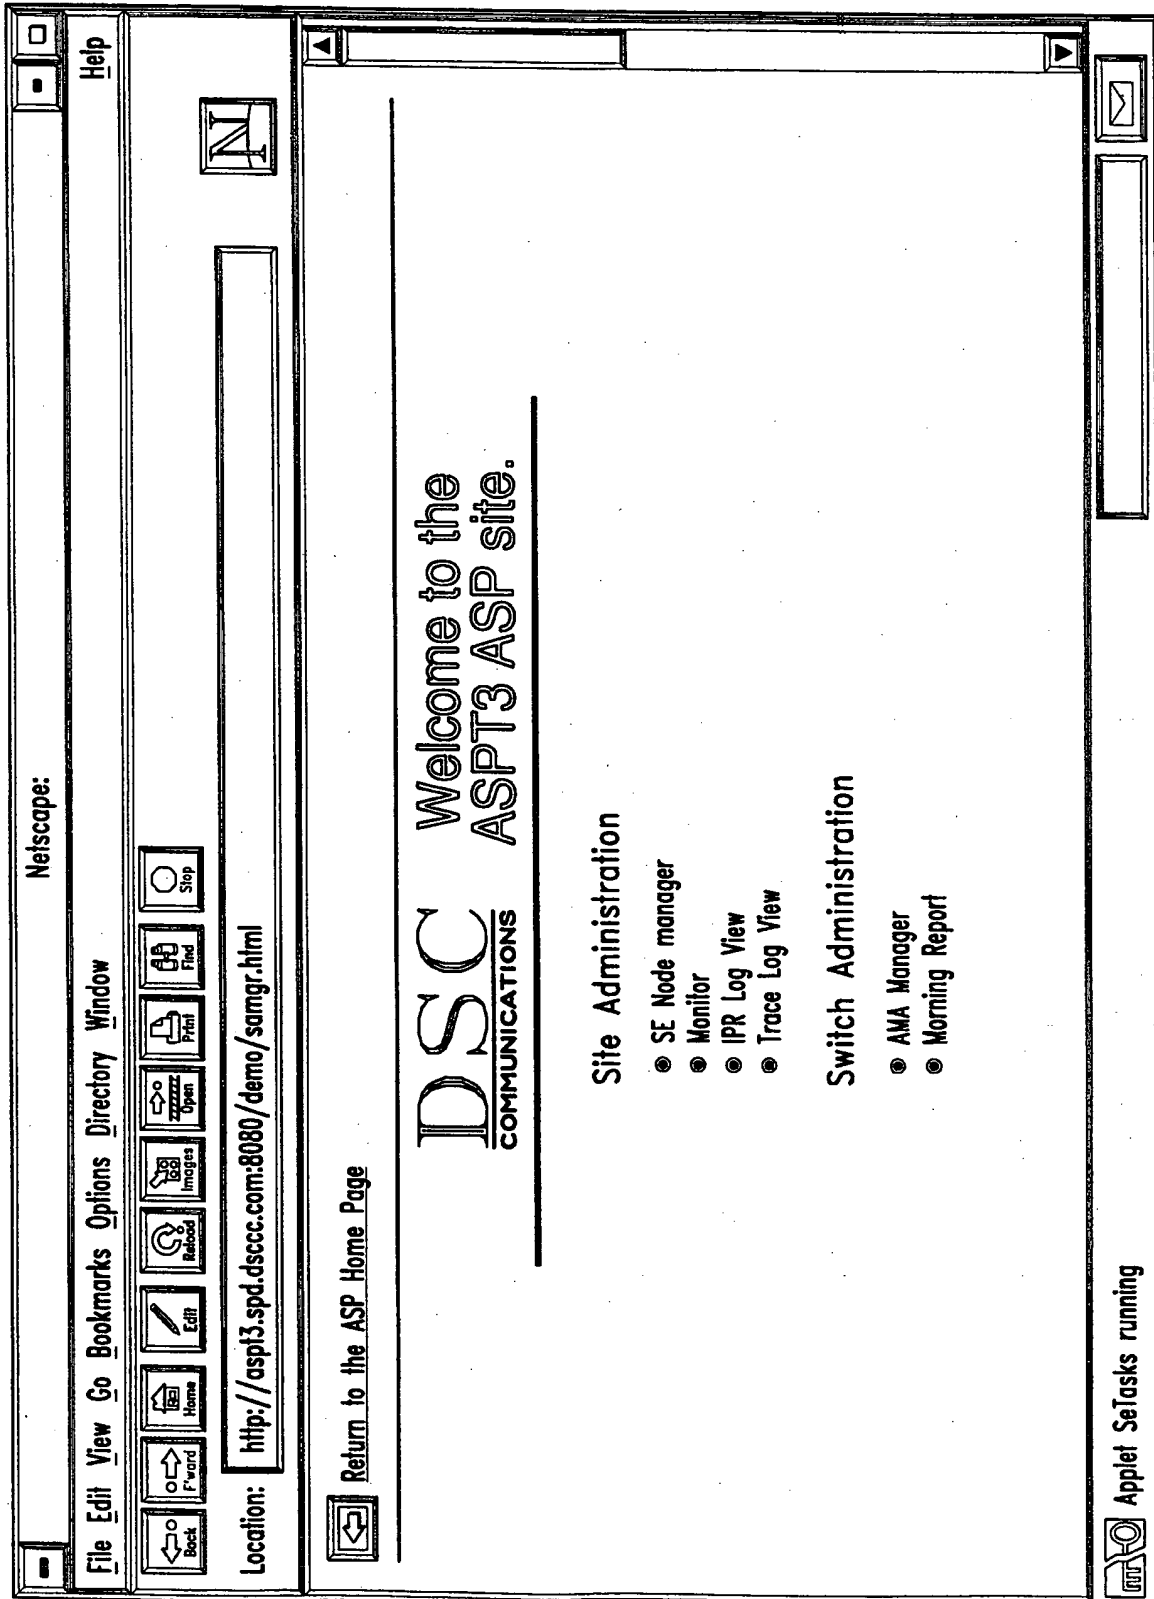 Netscape:
File Edit View Go Bookmarks Options Directory Window Help
Back F'ward Home Edit Reload Images Open Print Find Stop
Location: http://aspt3.spd.dsccc.com:8080/demo/samgr.html
N
Return to the ASP Home Page
DSC
COMMUNICATIONS
Welcome to the
ASPT3 ASP site.
Site Administration
SE Node manager
Monitor
IPR Log View
Trace Log View
Switch Administration
AMA Manager
Morning Report
Applet SeTasks running